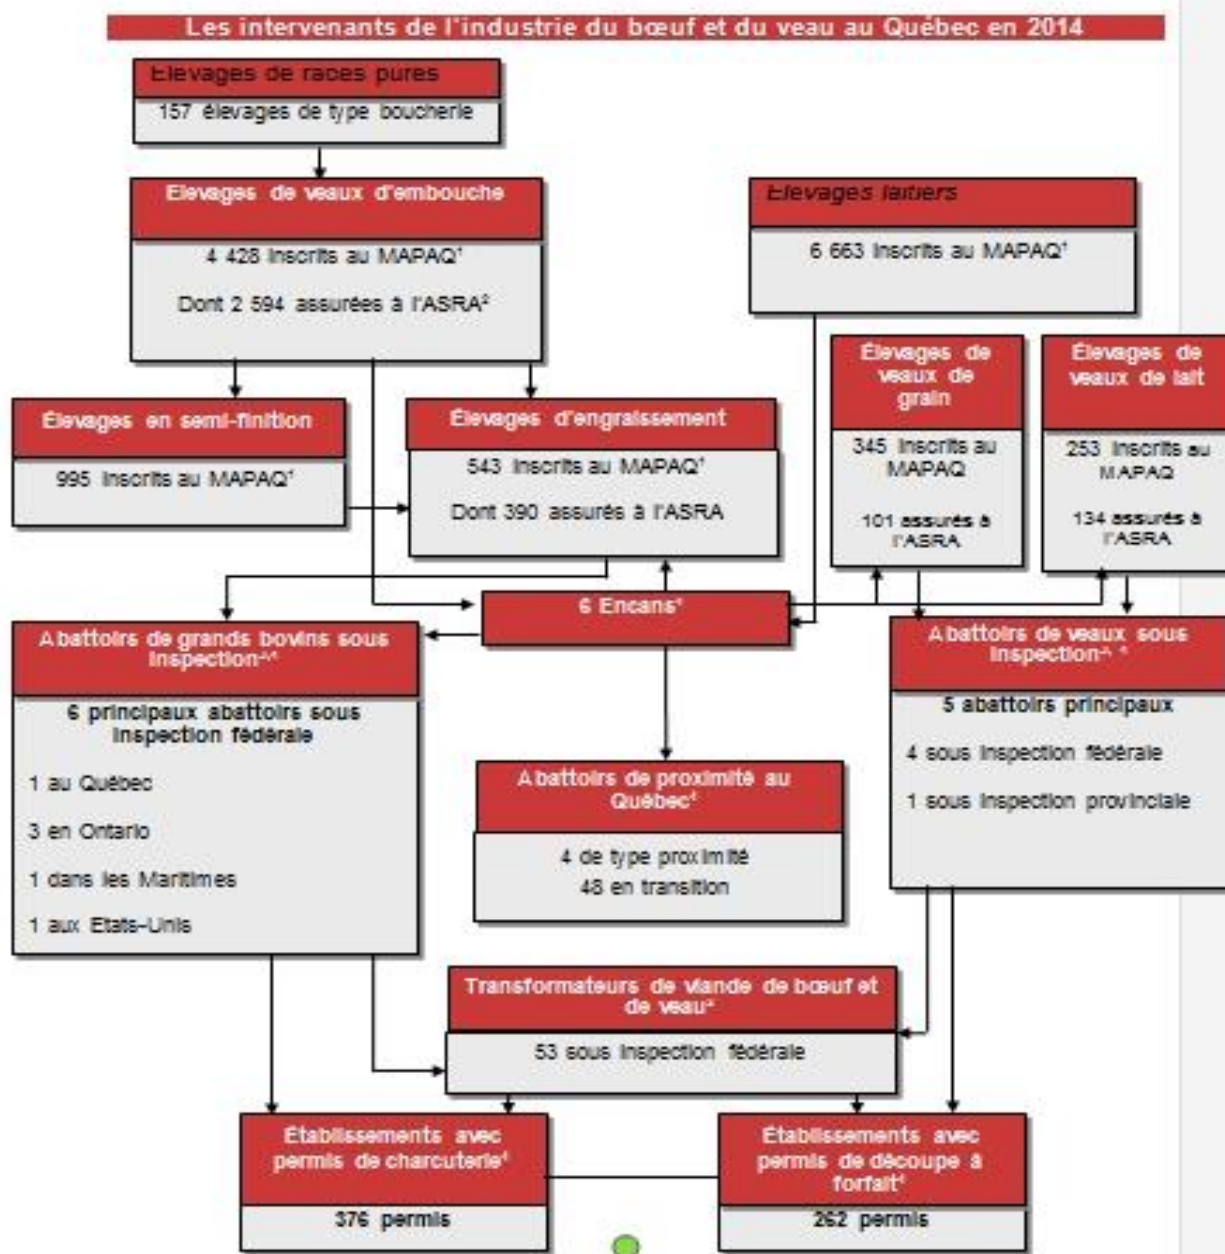 Les intervenants de l'industrie du bœuf et du veau au Québec en 2014
Elevages de races pures
157 élevages de type boucherie
Elevages de veaux d'embouche
4 428 Inscrits au MAPAQ¹
Dont 2 594 assurées à l'ASRA²
Elevages laitiers
6 663 Inscrits au MAPAQ¹
Élevages de
veaux de
grain
345 Inscrits au
MAPAQ
101 assurés à
l'ASRA
Élevages de
veaux de lait
253 Inscrits au
MAPAQ
134 assurés à
l'ASRA
Élevages en semi-finition
995 Inscrits au MAPAQ¹
Élevages d'engraissement
543 Inscrits au MAPAQ¹
Dont 390 assurés à l'ASRA
6 Encans⁴
Abattoirs de grands bovins sous
Inspection
6 principaux abattoirs sous
Inspection fédérale
1 au Québec
3 en Ontario
1 dans les Maritimes
1 aux Etats-Unis
Abattoirs de proximité au
Québec⁴
4 de type proximité
48 en transition
Abattoirs de veaux sous
Inspection
5 abattoirs principaux
4 sous Inspection fédérale
1 sous Inspection provinciale
Transformateurs de viande de bœuf et
de veau
53 sous Inspection fédérale
Établissements avec
permis de charcuterie⁴
376 permis
Établissements avec
permis de découpe à
forfait⁴
262 permis